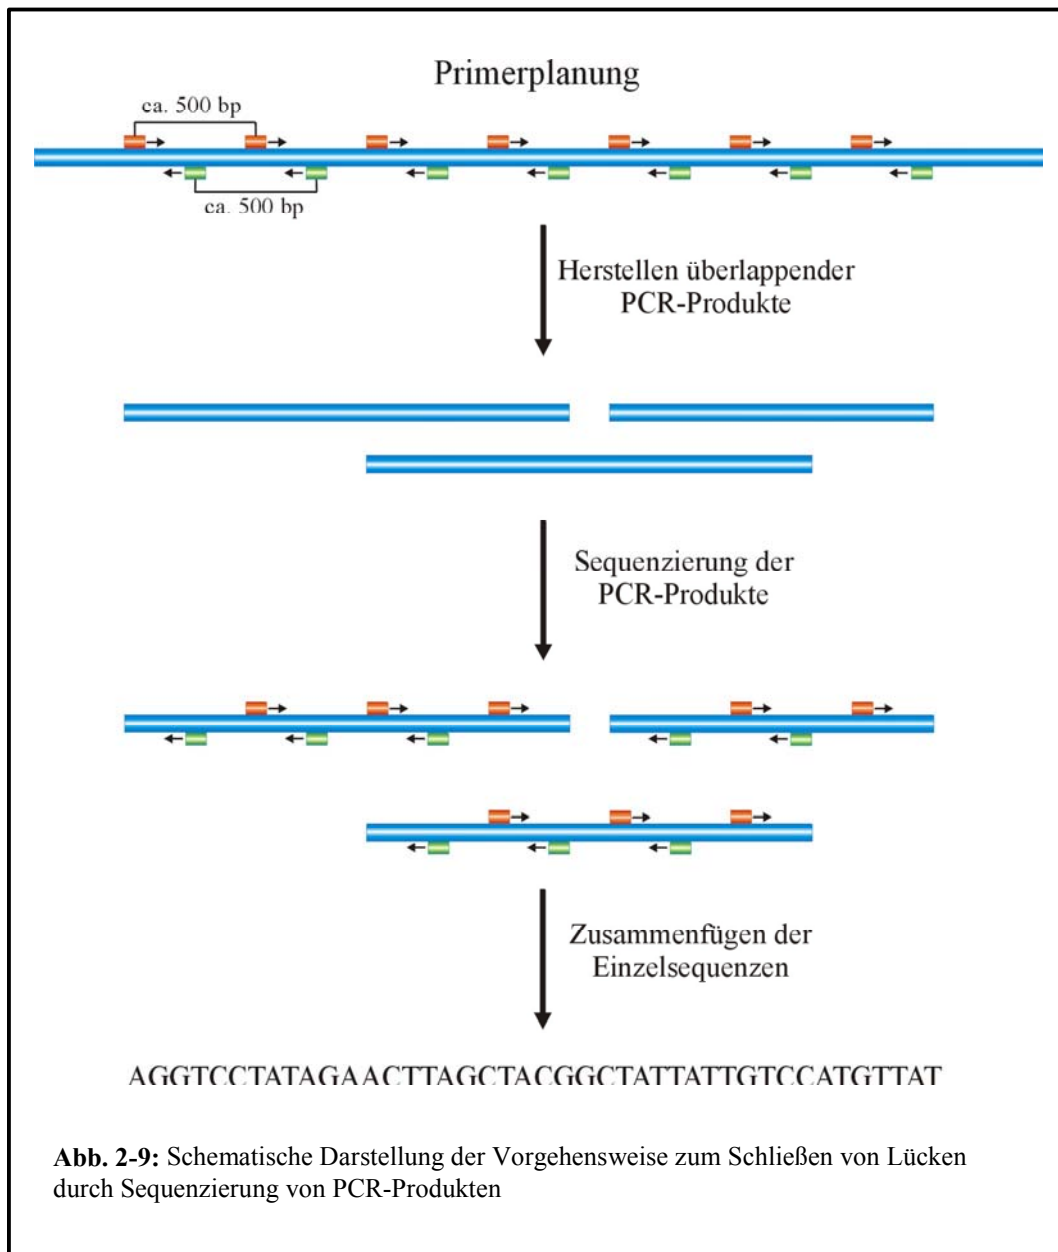 Primerplanung
ca. 500 bp
ca. 500 bp
Herstellen überlappender
PCR-Produkte
Sequenzierung der
PCR-Produkte
Zusammenfügen der
Einzelsequenzen
AGGTCCTATAGAACTTAGCTACGGCTATTATTGTCCATGTTAT
Abb. 2-9: Schematische Darstellung der Vorgehensweise zum Schließen von Lücken
durch Sequenzierung von PCR-Produkten